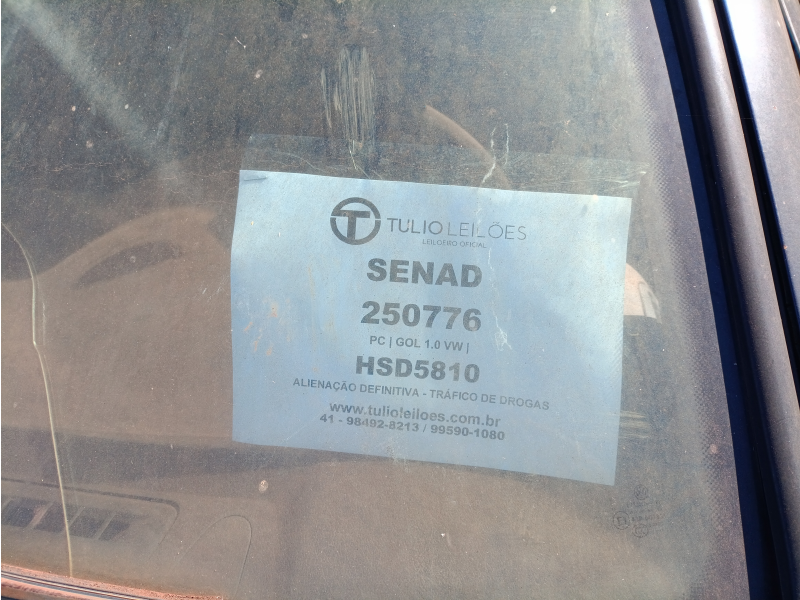 TÚLIO LEILÕES
LEILOEIRO OFICIAL
SENAD
250776
PC | GOL 1.0 VW |
HSD5810
ALIENAÇÃO DEFINITIVA - TRÁFICO DE DROGAS
www.tulioleiloes.com.br
41 - 98492-8213 / 99590-1080